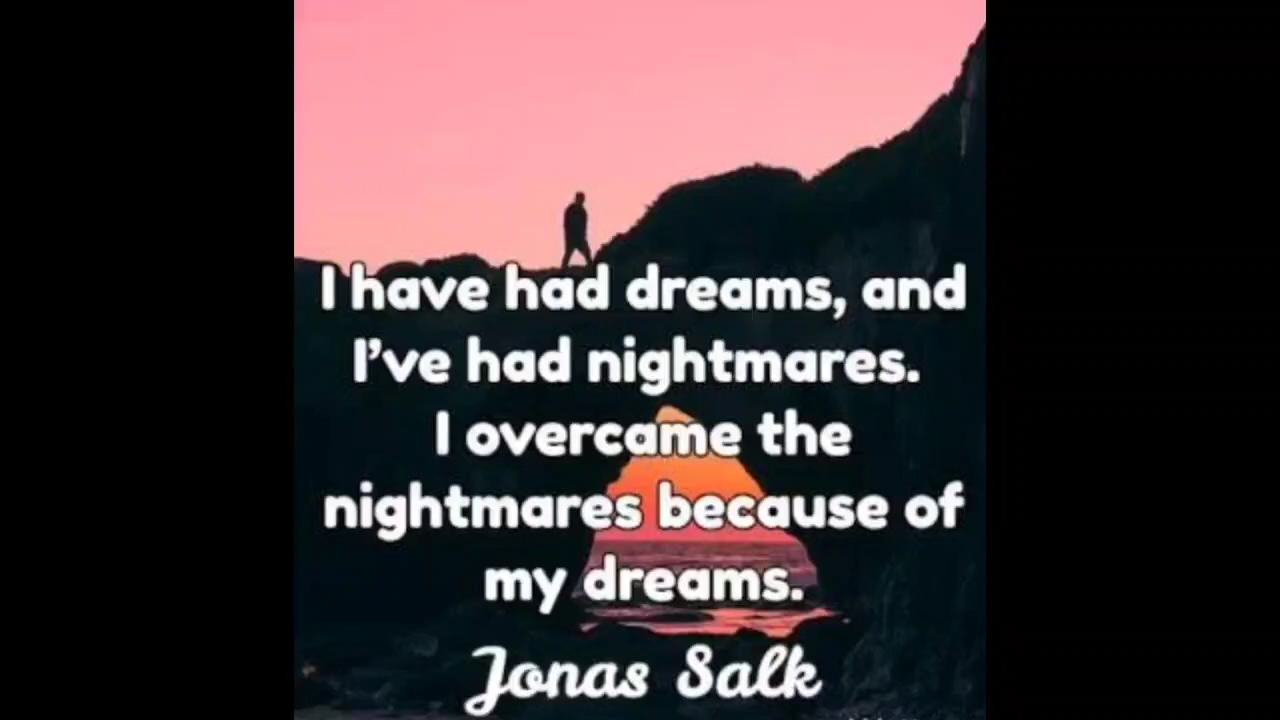 I have had dreams, and
I've had nightmares.
I overcame the
nightmares because of
my dreams.
Jonas Salk